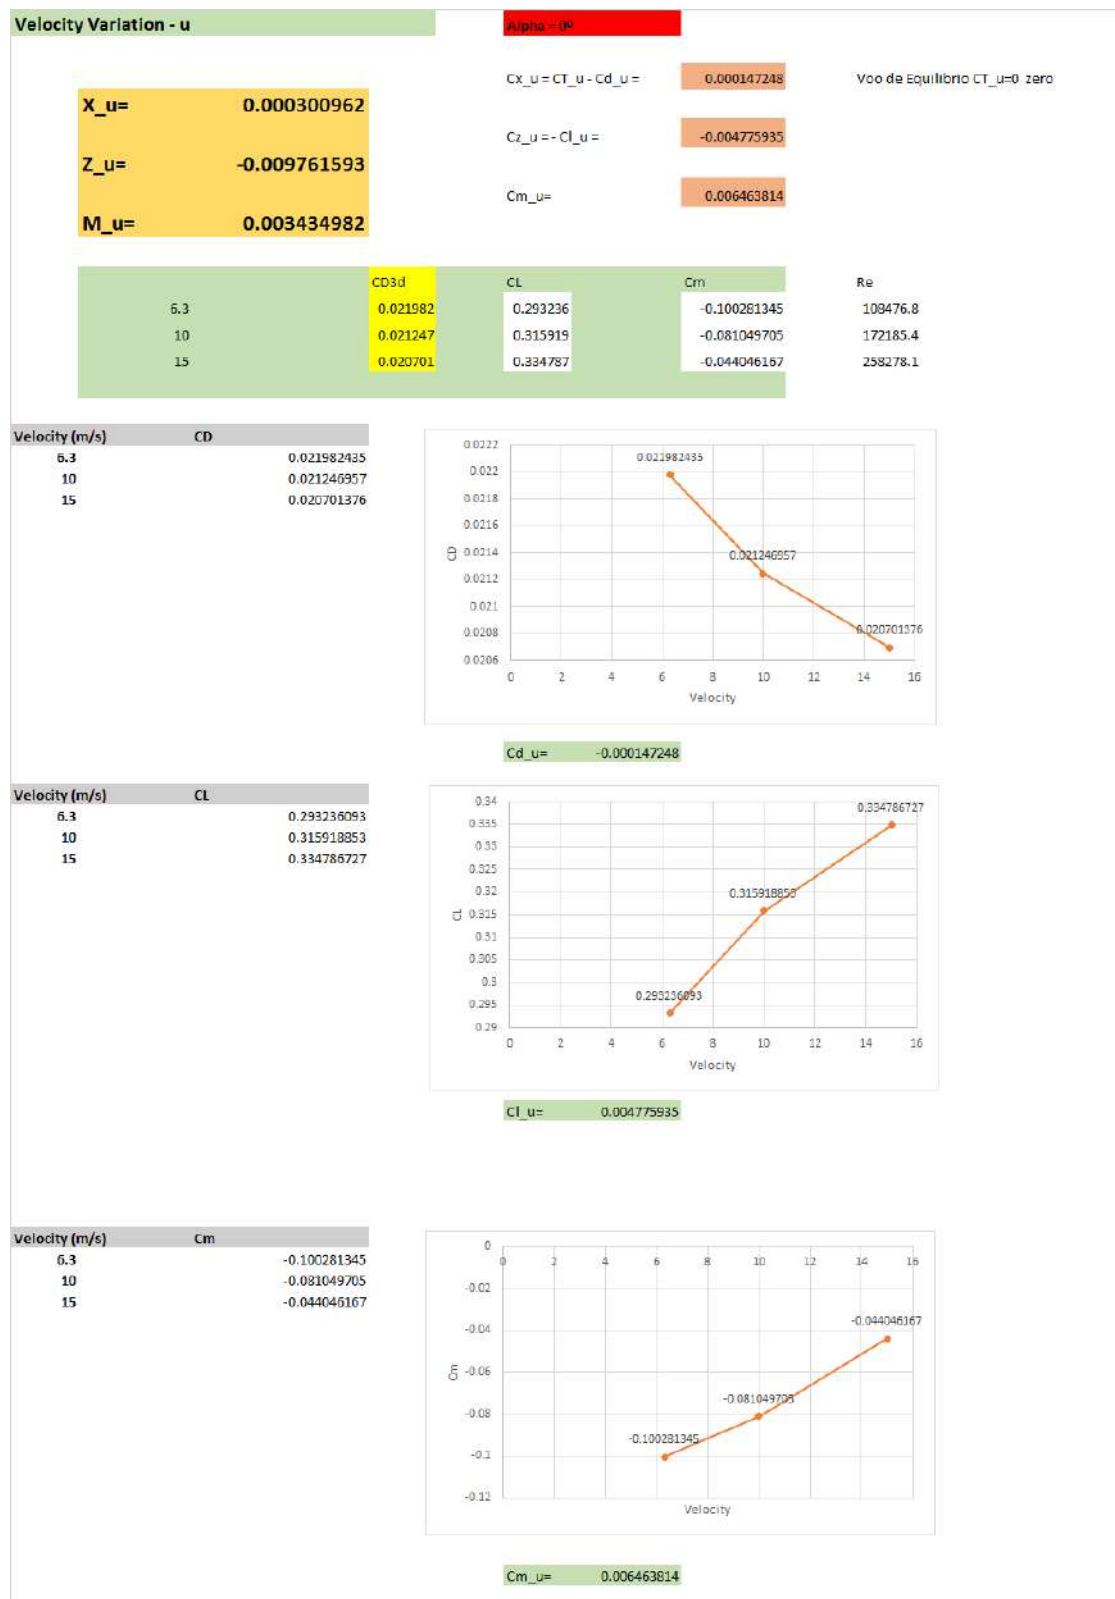 Velocity Variation - u
Alpha = 0º
Cx_u = CT_u - Cd_u = 0.000147248 Voo de Equilibrio CT_u=0 zero
X_u= 0.000300962
Cz_u = - Cl_u = -0.004775935
Z_u= -0.009761593
Cm_u= 0.006463814
M_u= 0.003434982
CD3d CL Cm Re
6.3 0.021982 0.293236 -0.100281345 108476.8
10 0.021247 0.315919 -0.081049705 172185.4
15 0.020701 0.334787 -0.044046167 258278.1
Velocity (m/s) CD
6.3 0.021982435
10 0.021246957
15 0.020701376
0.0222
0.022
0.0218
0.0216
0.0214
0.0212
0.021
0.0208
0.0206
CD
0.021982435
0.021246957
0.020701376
0 2 4 6 8 10 12 14 16
Velocity
Cd_u= -0.000147248
Velocity (m/s) CL
6.3 0.293236093
10 0.315918853
15 0.334786727
0.34
0.335
0.33
0.325
0.32
0.315
0.31
0.305
0.3
0.295
0.29
CL
0.334786727
0.315918853
0.293236093
0 2 4 6 8 10 12 14 16
Velocity
Cl_u= 0.004775935
Velocity (m/s) Cm
6.3 -0.100281345
10 -0.081049705
15 -0.044046167
0
-0.02
-0.04
-0.06
-0.08
-0.1
-0.12
Cm
0 2 4 6 8 10 12 14 16
-0.044046167
-0.081049705
-0.100281345
Velocity
Cm_u= 0.006463814